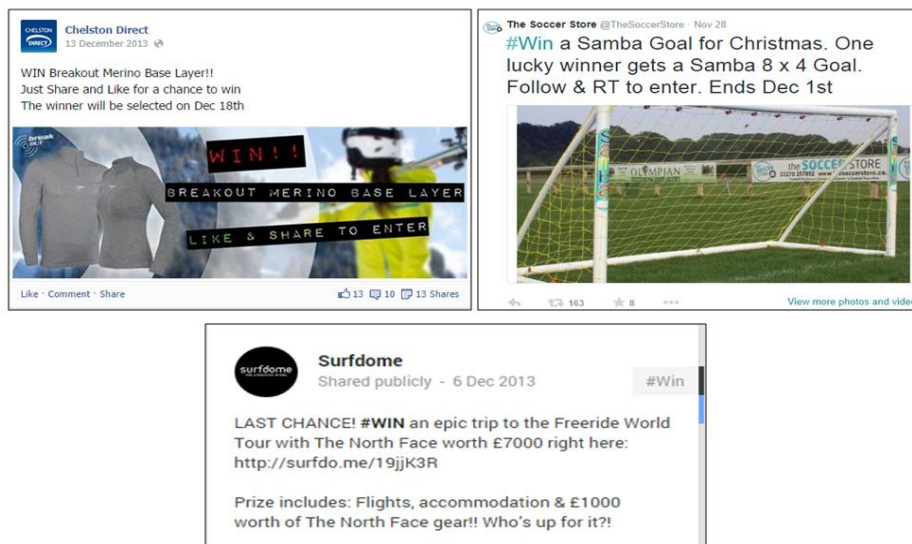 CHELSTON
DIRECT
Chelston Direct
13 December 2013
WIN Breakout Merino Base Layer!!
Just Share and Like for a chance to win
The winner will be selected on Dec 18th
break
OUT
WIN!!
BREAKOUT MERINO BASE LAYER
LIKE & SHARE TO ENTER
Like · Comment · Share
13 10 13 Shares
The Soccer Store @TheSoccerStore · Nov 28
#Win a Samba Goal for Christmas. One
lucky winner gets a Samba 8 x 4 Goal.
Follow & RT to enter. Ends Dec 1st
OLYMPIAN
the SOCCER STORE
163 8
View more photos and video
surfdome
Surfdome
Shared publicly - 6 Dec 2013
#Win
LAST CHANCE! #WIN an epic trip to the Freeride World
Tour with The North Face worth £7000 right here:
http://surfdo.me/19jjK3R
Prize includes: Flights, accommodation & £1000
worth of The North Face gear!! Who's up for it?!